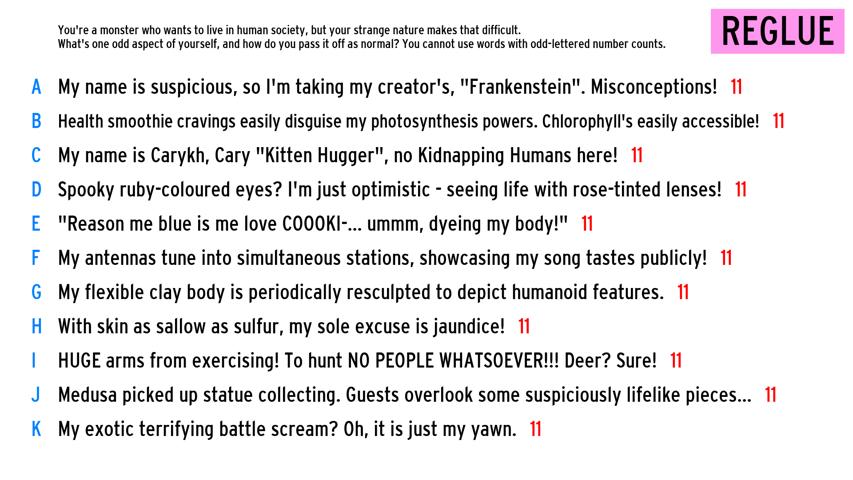 You're a monster who wants to live in human society, but your strange nature makes that difficult.
What's one odd aspect of yourself, and how do you pass it off as normal? You cannot use words with odd-lettered number counts.
REGLUE
A My name is suspicious, so I'm taking my creator's, "Frankenstein". Misconceptions! 11
B Health smoothie cravings easily disguise my photosynthesis powers. Chlorophyll's easily accessible! 11
C My name is Carykh, Cary "Kitten Hugger", no Kidnapping Humans here! 11
D Spooky ruby-coloured eyes? I'm just optimistic - seeing life with rose-tinted lenses! 11
E "Reason me blue is me love COOOKI-... ummm, dyeing my body!" 11
F My antennas tune into simultaneous stations, showcasing my song tastes publicly! 11
G My flexible clay body is periodically resculpted to depict humanoid features. 11
H With skin as sallow as sulfur, my sole excuse is jaundice! 11
I HUGE arms from exercising! To hunt NO PEOPLE WHATSOEVER!!! Deer? Sure! 11
J Medusa picked up statue collecting. Guests overlook some suspiciously lifelike pieces... 11
K My exotic terrifying battle scream? Oh, it is just my yawn. 11